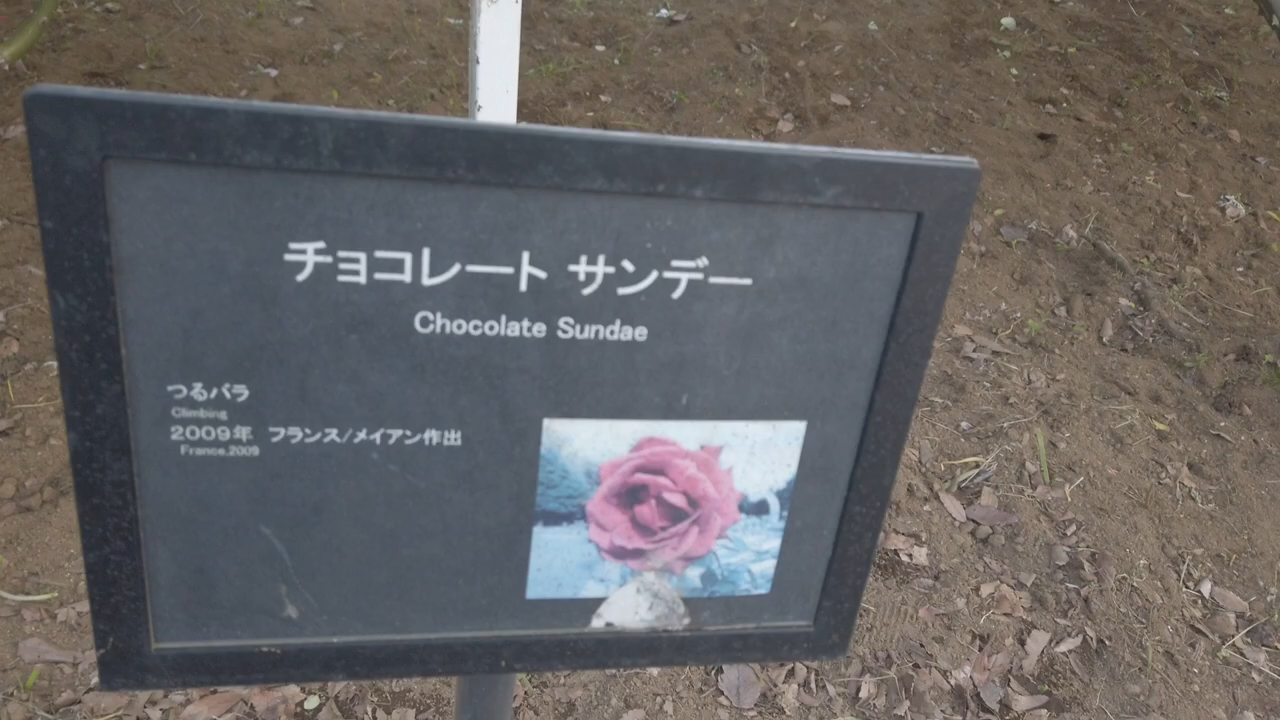 チョコレート サンデー
Chocolate Sundae
つるバラ
Climbing
2009年 フランス/メイアン作出
France,2009